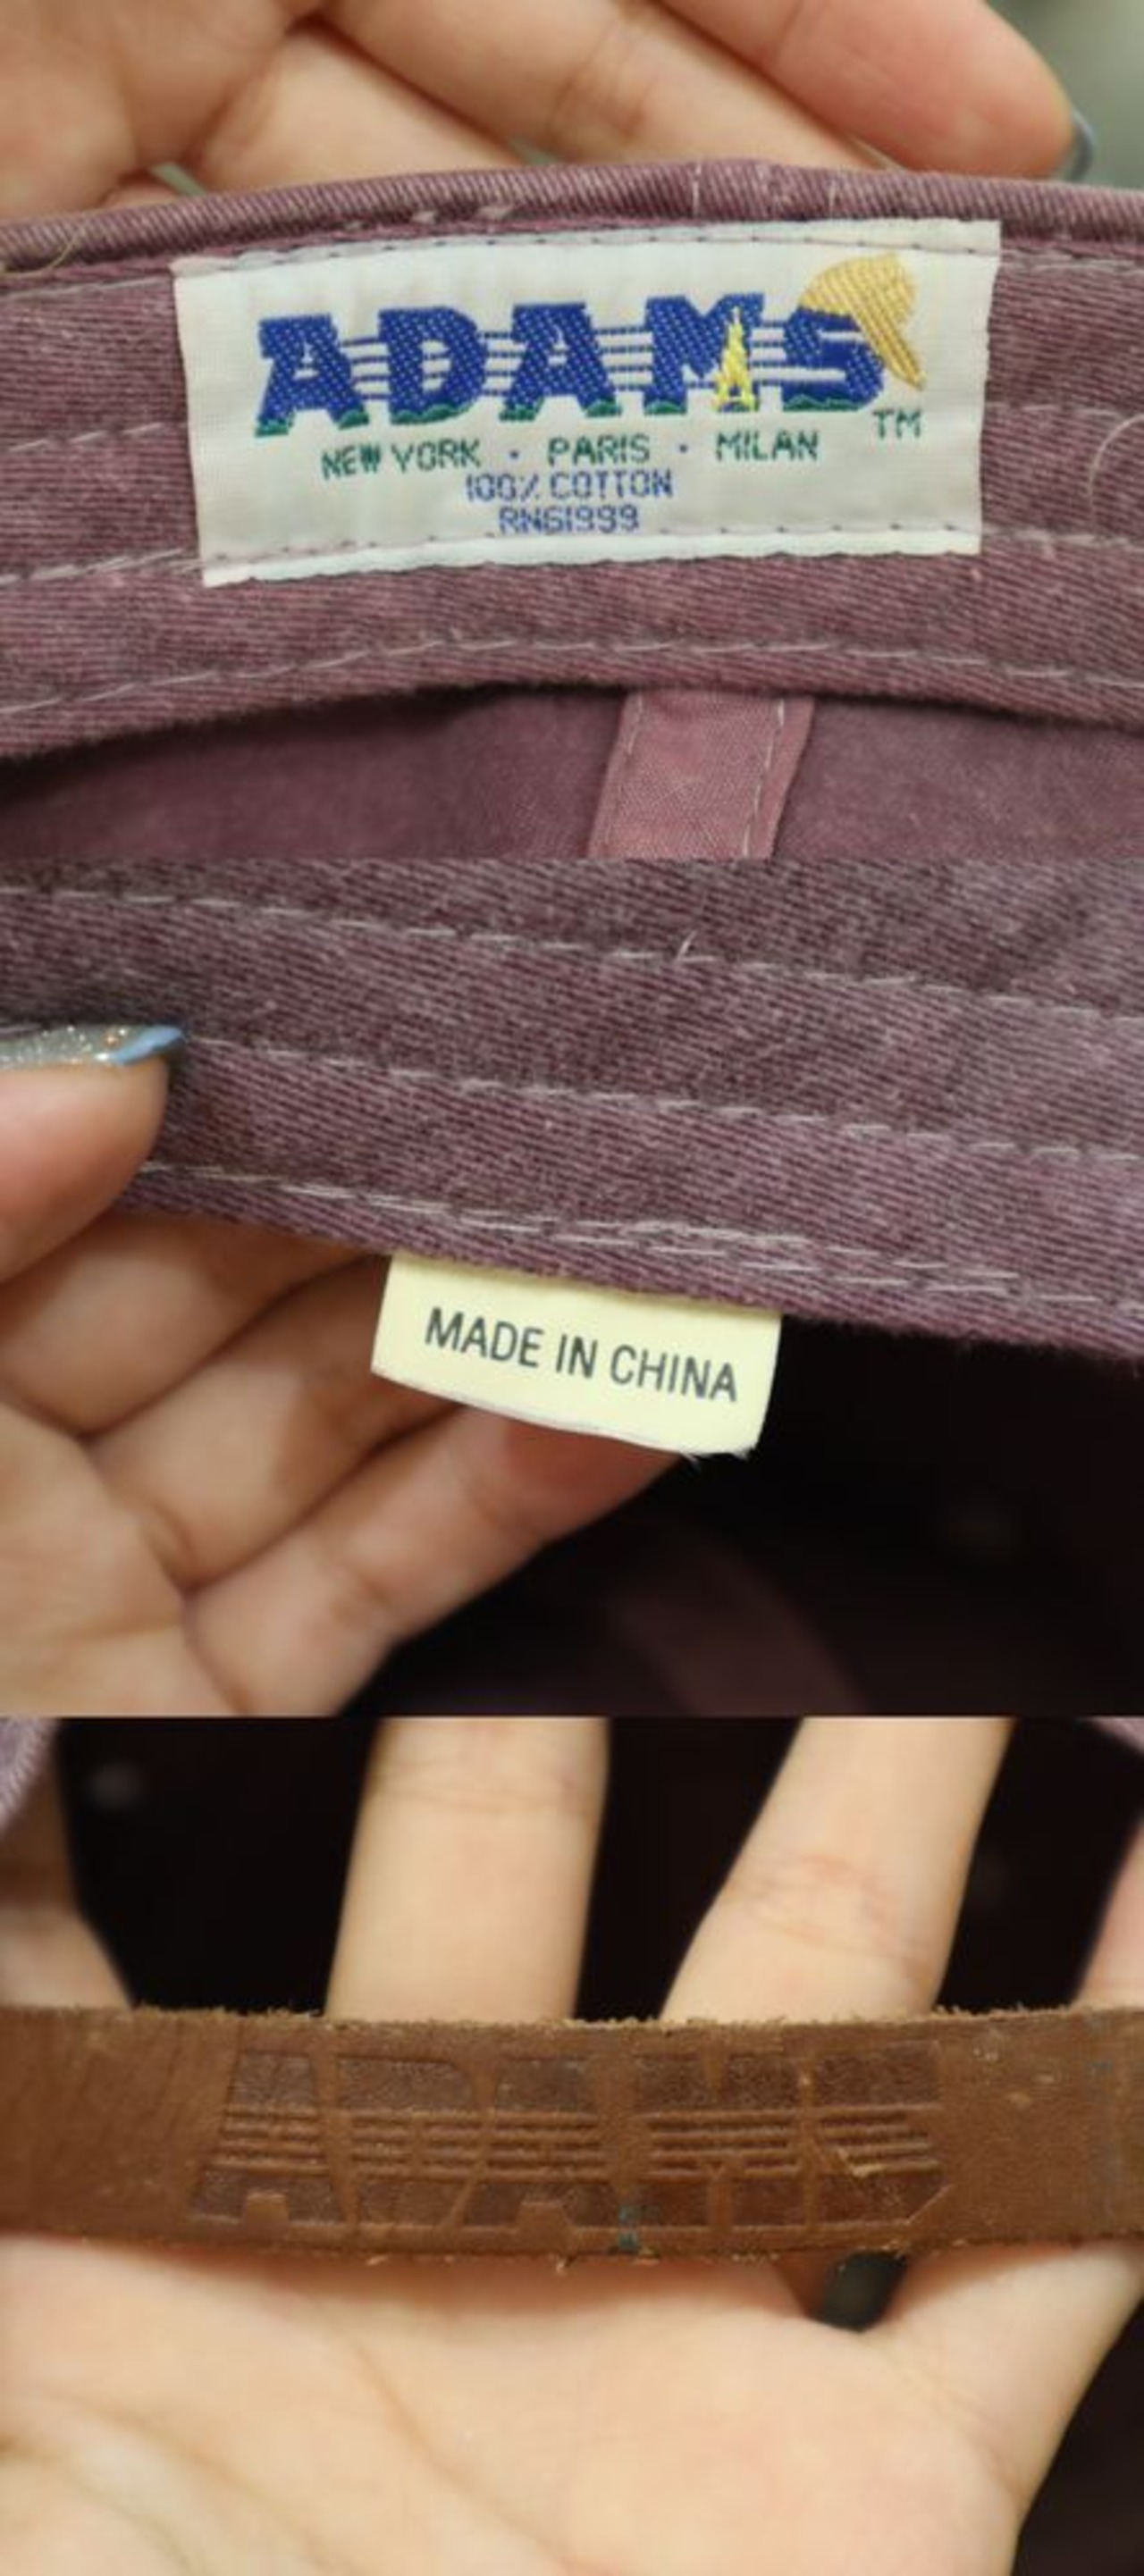 ADAMS
TM
NEW YORK · PARIS · MILAN
100% COTTON
RN61999
MADE IN CHINA
ADAMS